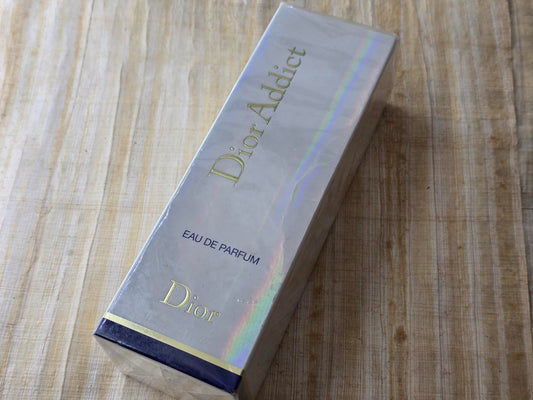 Dior Addict
EAU DE PARFUM
Dior